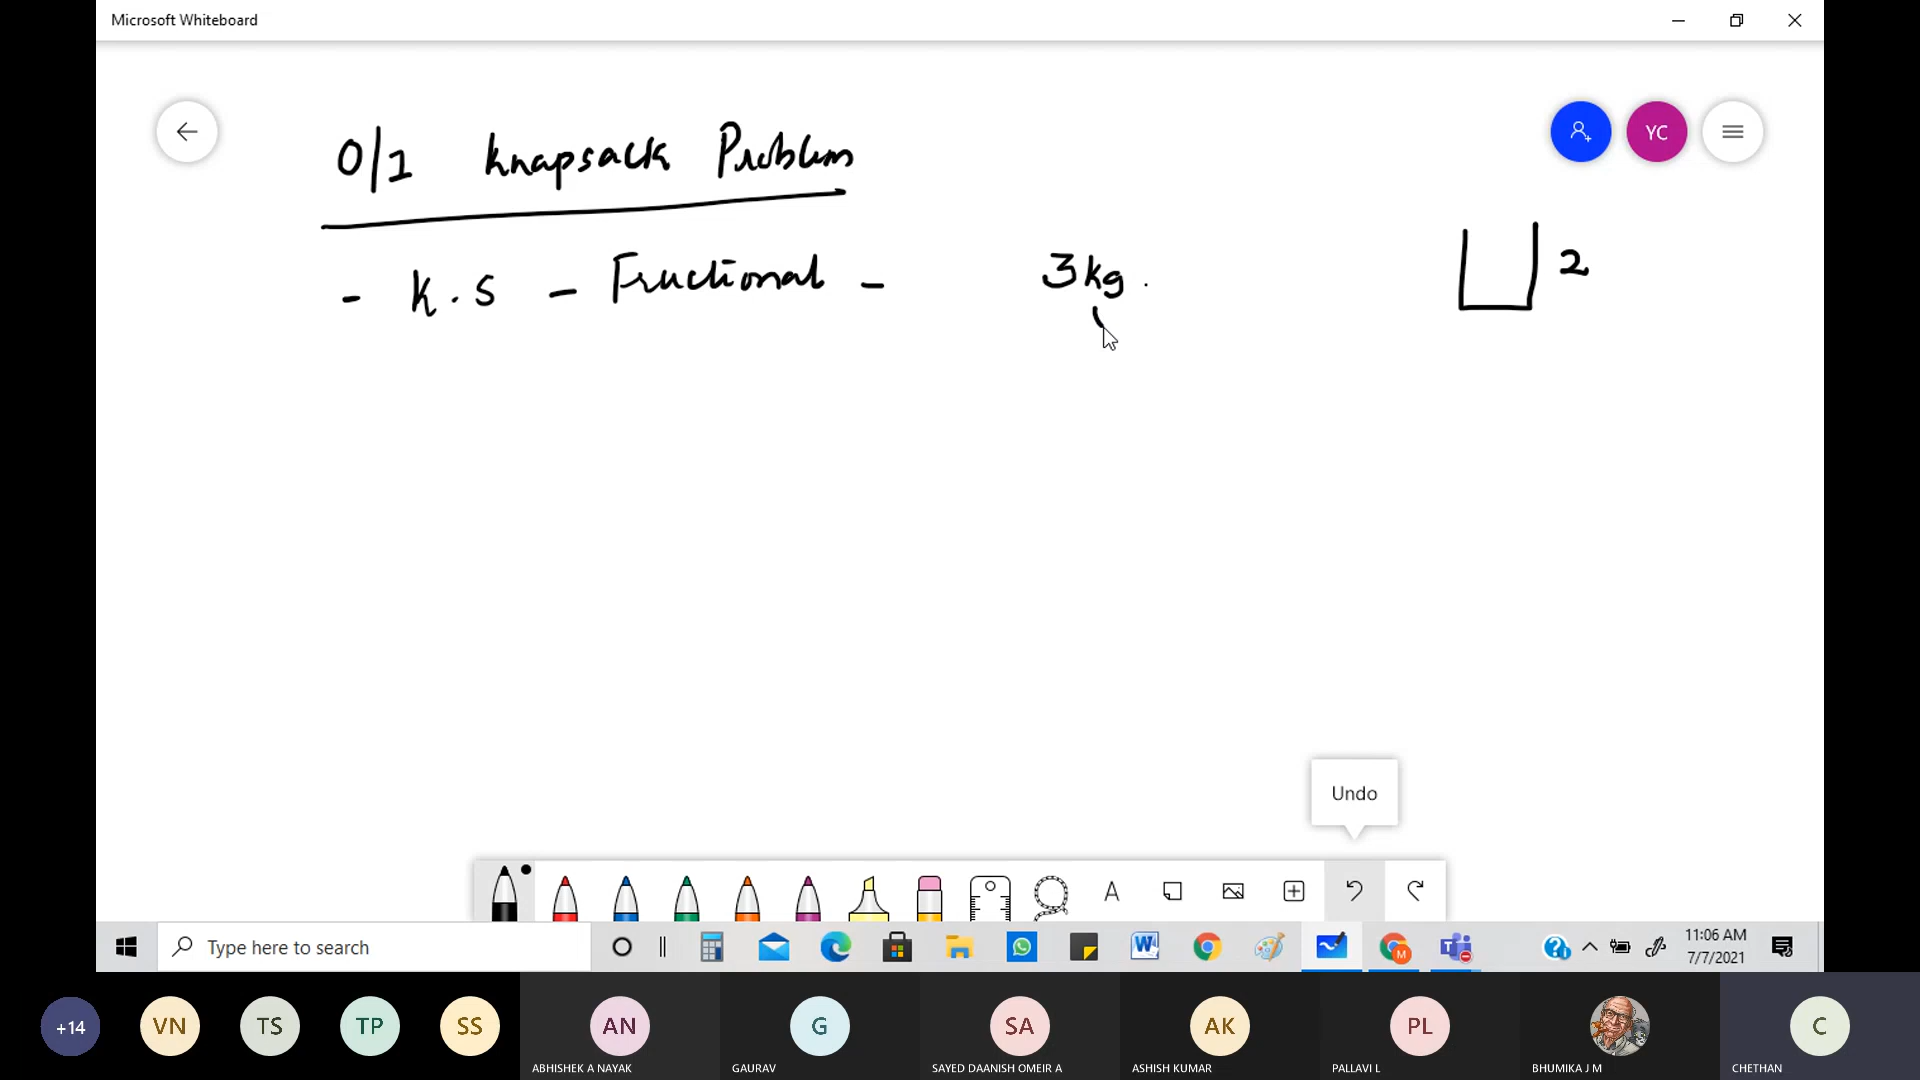 Microsoft Whiteboard
YC
0/1 Knapsack Problem
- K.S - Fractional - 3kg.
2
Undo
A
Type here to search
11:06 AM
7/7/2021
+14
VN
TS
TP
SS
AN
G
SA
AK
PL
C
ABHISHEK A NAYAK
GAURAV
SAYED DAANISH OMEIR A
ASHISH KUMAR
PALLAVI L
BHUMIKA J M
CHETHAN